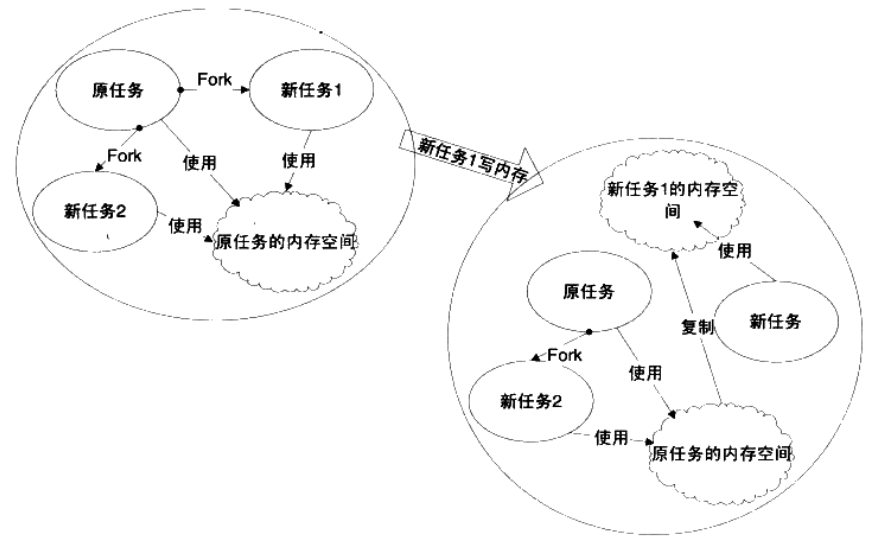 原任务
Fork
新任务1
Fork
使用
使用
新任务2
使用
原任务的内存空间
新任务1写内存
新任务1的内存空
间
使用
原任务
新任务
复制
Fork
使用
新任务2
使用
原任务的内存空间